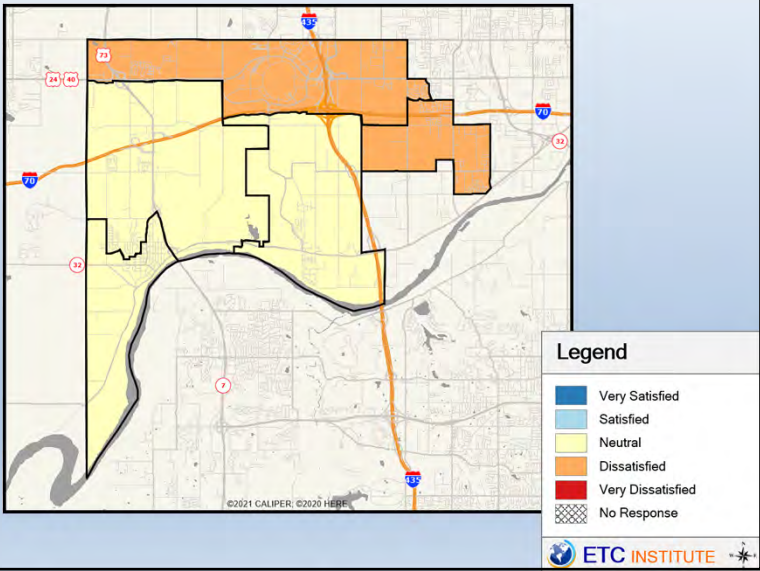 435
73
24 40
70
32
70
32
7
435
©2021 CALIPER; ©2020 HERE
Legend
Very Satisfied
Satisfied
Neutral
Dissatisfied
Very Dissatisfied
No Response
ETC INSTITUTE